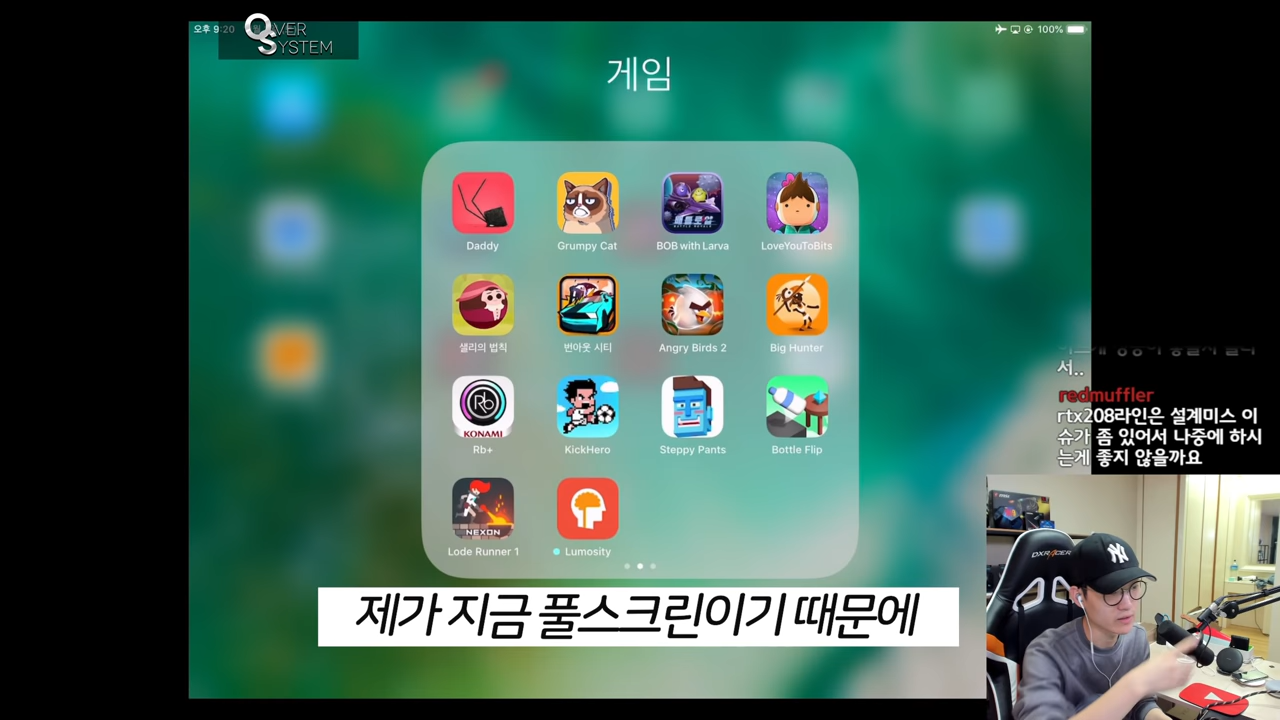 오후 9:20
OVER
SYSTEM
100%
게임
Daddy
Grumpy Cat
BOB with Larva
LoveYouToBits
샐리의 법칙
번아웃 시티
Angry Birds 2
Big Hunter
Rb
KONAMI
Rb+
KickHero
Steppy Pants
Bottle Flip
NEXON
Lode Runner 1
Lumosity
서..
redmuffler
rtx208라인은 설계미스 이
슈가 좀 있어서 나중에 하시
는게 좋지 않을까요
제가 지금 풀스크린이기 때문에
DXRACER
NY